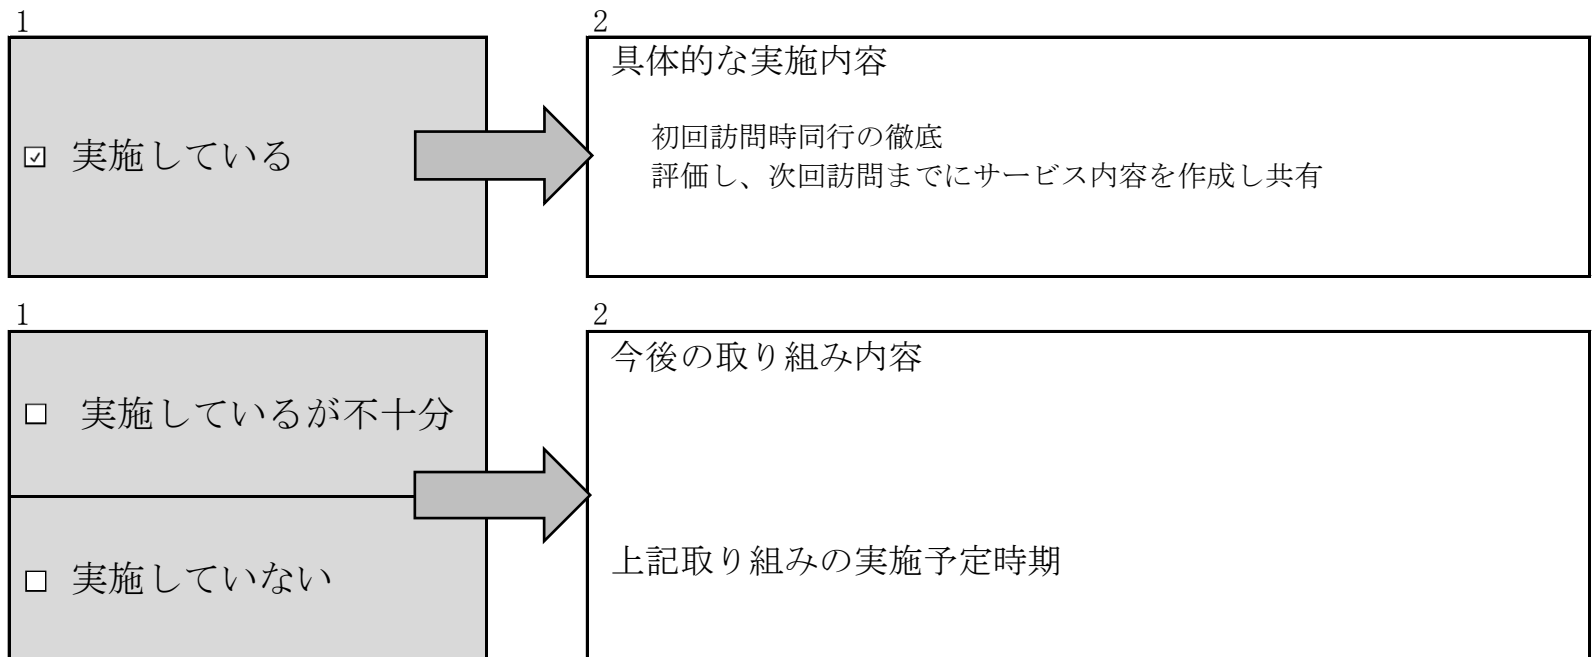 1
☑ 実施している
2
具体的な実施内容
初回訪問時同行の徹底
評価し、次回訪問までにサービス内容を作成し共有
1
☐ 実施しているが不十分
☐ 実施していない
2
今後の取り組み内容
上記取り組みの実施予定時期